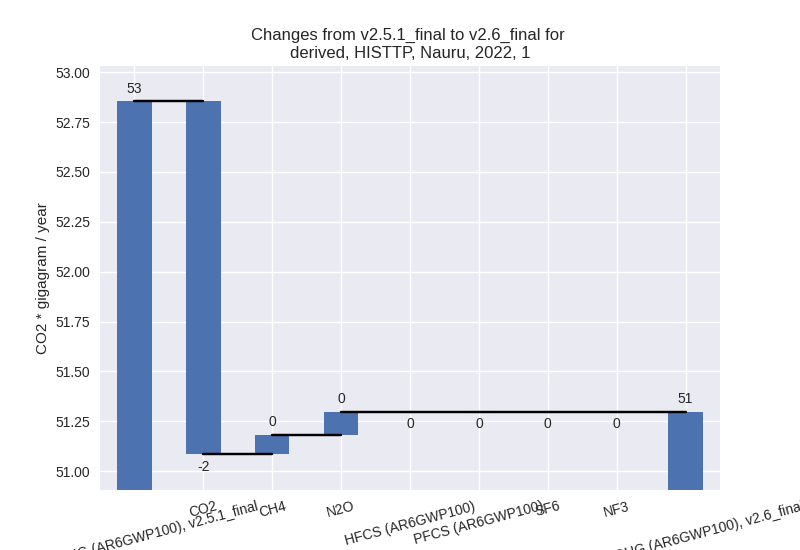 Changes from v2.5.1_final to v2.6_final for
derived, HISTTP, Nauru, 2022, 1
CO2 * gigagram / year
53.00
52.75
52.50
52.25
52.00
51.75
51.50
51.25
51.00
53
-2
0
0
0
0
0
0
51
(AR6GWP100), v2.5.1_final
CO2
CH4
N2O
HFCS (AR6GWP100)
PFCS (AR6GWP100)
SF6
NF3
(AR6GWP100), v2.6_final